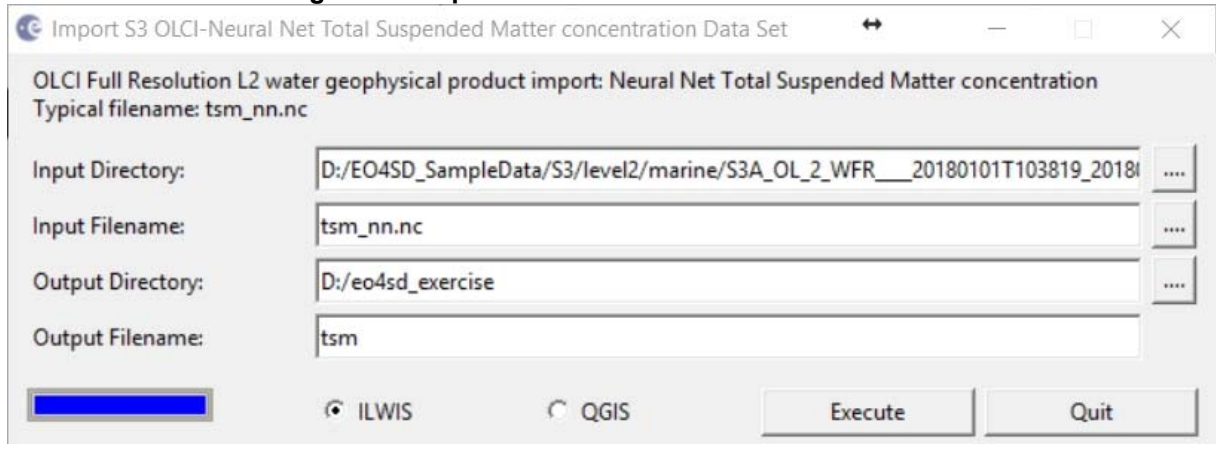 Import S3 OLCI-Neural Net Total Suspended Matter concentration Data Set
OLCI Full Resolution L2 water geophysical product import: Neural Net Total Suspended Matter concentration
Typical filename: tsm_nn.nc
Input Directory: D:/EO4SD_SampleData/S3/level2/marine/S3A_OL_2_WFR___20180101T103819_2018 ....
Input Filename: tsm_nn.nc ....
Output Directory: D:/eo4sd_exercise ....
Output Filename: tsm
ILWIS QGIS Execute Quit